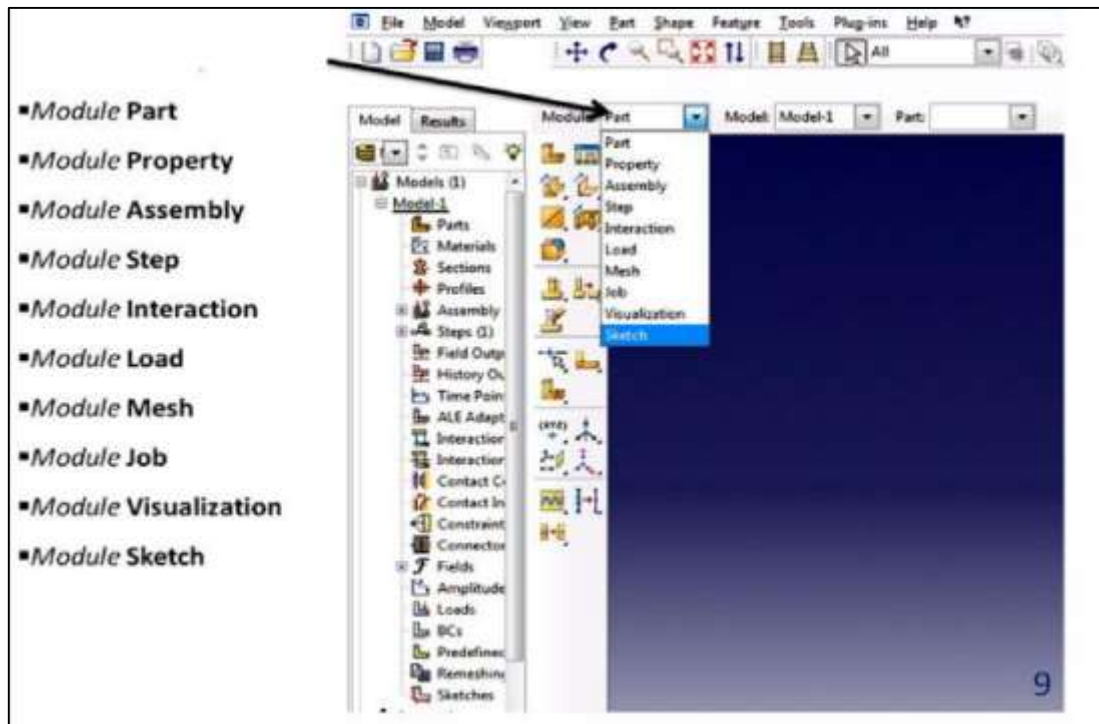 File Model Viewport View Part Shape Feature Tools Plug-ins Help
All
▪Module Part
▪Module Property
▪Module Assembly
▪Module Step
▪Module Interaction
▪Module Load
▪Module Mesh
▪Module Job
▪Module Visualization
▪Module Sketch
Model Results
Models (1)
Model-1
Parts
Materials
Sections
Profiles
Assembly
Steps (1)
Field Outp
History Ou
Time Poin
ALE Adapt
Interaction
Interaction
Contact C
Contact In
Constraint
Connector
Fields
Amplitude
Loads
BCs
Predefined
Remeshing
Sketches
Module: Part Model: Model-1 Part:
Part
Property
Assembly
Step
Interaction
Load
Mesh
Job
Visualization
Sketch
(XYZ)
9